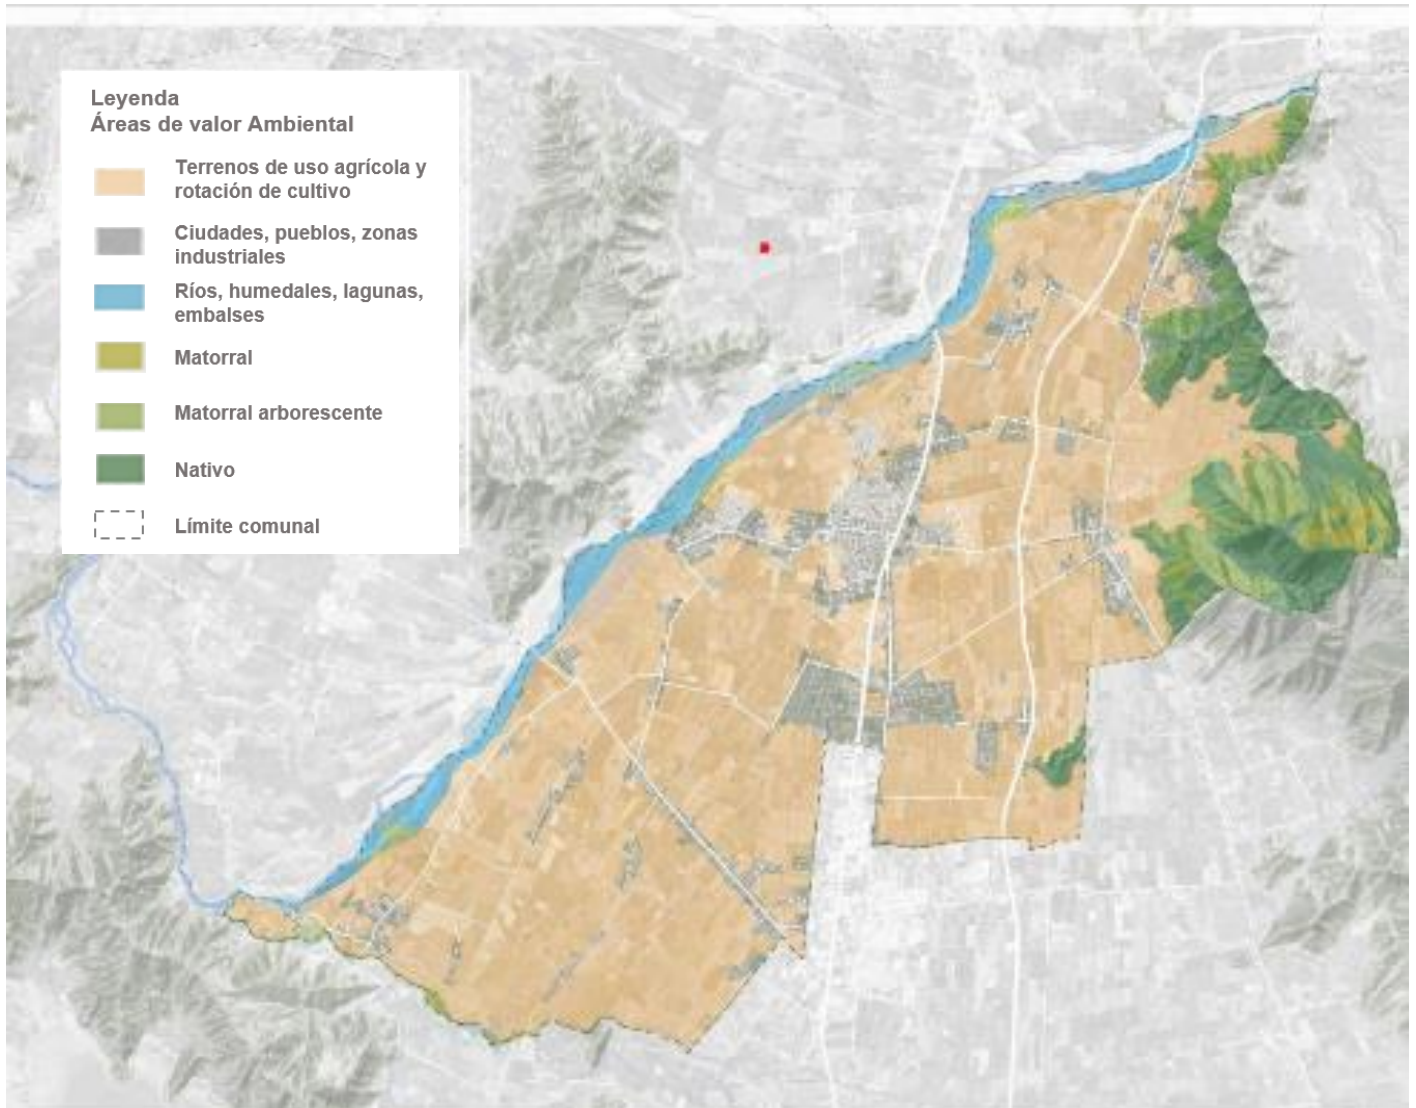 Leyenda
Áreas de valor Ambiental
Terrenos de uso agrícola y
rotación de cultivo
Ciudades, pueblos, zonas
industriales
Ríos, humedales, lagunas,
embalses
Matorral
Matorral arborescente
Nativo
Límite comunal